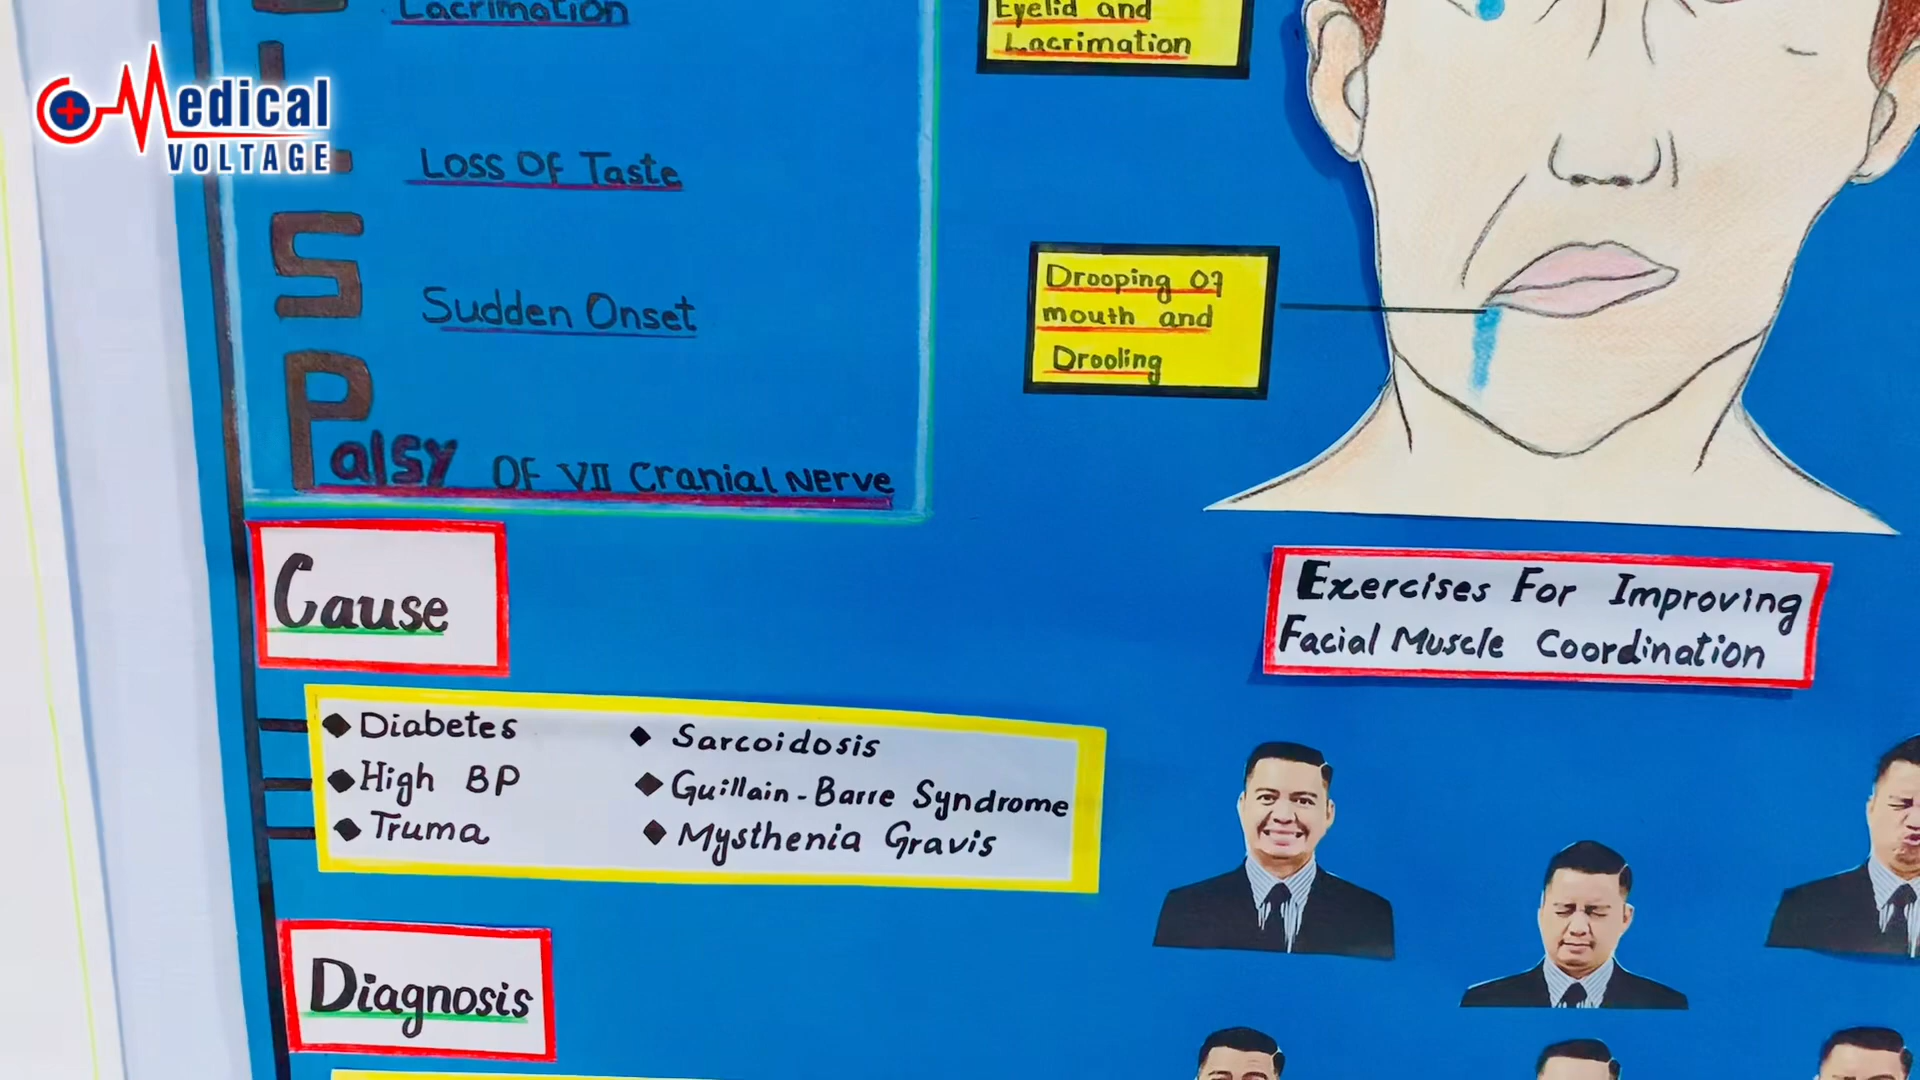 Lacrimation
Medical
VOLTAGE
Loss Of Taste
S
Sudden Onset
Palsy OF VII Cranial Nerve
Eyelid and
Lacrimation
Drooping Of
mouth and
Drooling
Cause
Diabetes
High BP
Truma
Sarcoidosis
Guillain-Barre Syndrome
Mysthenia Gravis
Diagnosis
Exercises For Improving
Facial Muscle Coordination